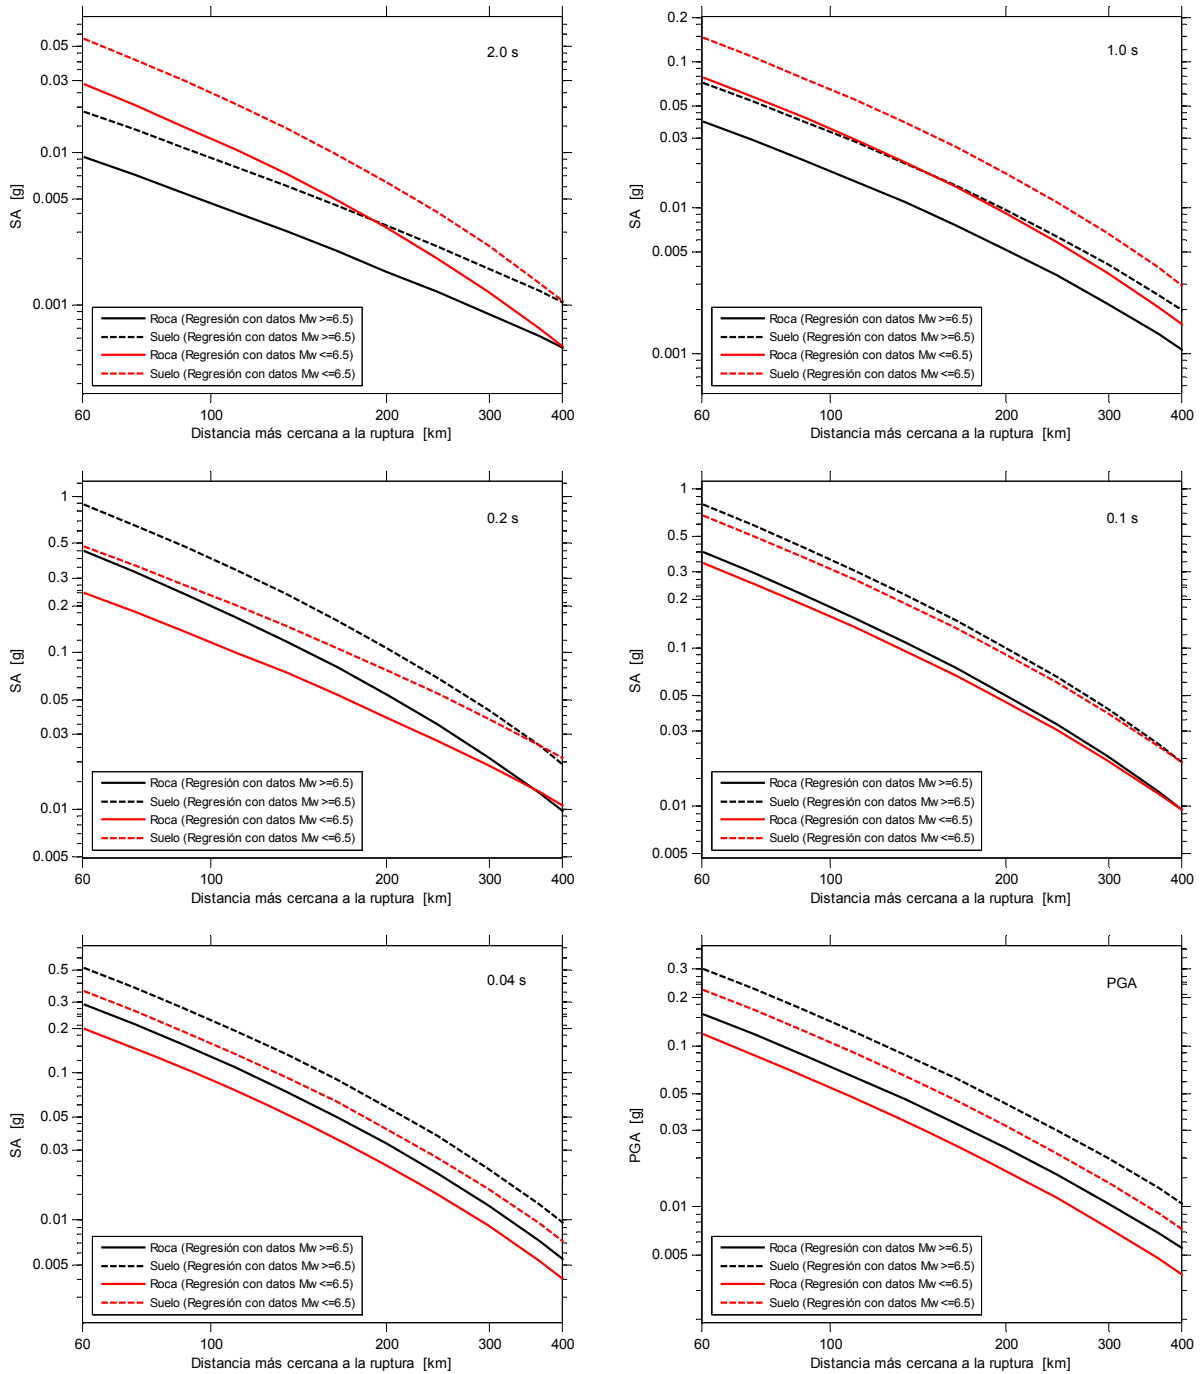 2.0 s
0.05
0.03
0.01
0.005
0.001
SA [g]
Roca (Regresión con datos Mw >=6.5)
Suelo (Regresión con datos Mw >=6.5)
Roca (Regresión con datos Mw <=6.5)
Suelo (Regresión con datos Mw <=6.5)
60 100 200 300 400
Distancia más cercana a la ruptura [km]
1.0 s
0.2
0.1
0.05
0.03
0.01
0.005
0.001
SA [g]
Roca (Regresión con datos Mw >=6.5)
Suelo (Regresión con datos Mw >=6.5)
Roca (Regresión con datos Mw <=6.5)
Suelo (Regresión con datos Mw <=6.5)
60 100 200 300 400
Distancia más cercana a la ruptura [km]
0.2 s
1
0.5
0.3
0.2
0.1
0.05
0.03
0.01
0.005
SA [g]
Roca (Regresión con datos Mw >=6.5)
Suelo (Regresión con datos Mw >=6.5)
Roca (Regresión con datos Mw <=6.5)
Suelo (Regresión con datos Mw <=6.5)
60 100 200 300 400
Distancia más cercana a la ruptura [km]
0.1 s
1
0.5
0.3
0.2
0.1
0.05
0.03
0.01
0.005
SA [g]
Roca (Regresión con datos Mw >=6.5)
Suelo (Regresión con datos Mw >=6.5)
Roca (Regresión con datos Mw <=6.5)
Suelo (Regresión con datos Mw <=6.5)
60 100 200 300 400
Distancia más cercana a la ruptura [km]
0.04 s
0.5
0.3
0.2
0.1
0.05
0.03
0.01
0.005
SA [g]
Roca (Regresión con datos Mw >=6.5)
Suelo (Regresión con datos Mw >=6.5)
Roca (Regresión con datos Mw <=6.5)
Suelo (Regresión con datos Mw <=6.5)
60 100 200 300 400
Distancia más cercana a la ruptura [km]
PGA
0.3
0.2
0.1
0.05
0.03
0.01
0.005
PGA [g]
Roca (Regresión con datos Mw >=6.5)
Suelo (Regresión con datos Mw >=6.5)
Roca (Regresión con datos Mw <=6.5)
Suelo (Regresión con datos Mw <=6.5)
60 100 200 300 400
Distancia más cercana a la ruptura [km]